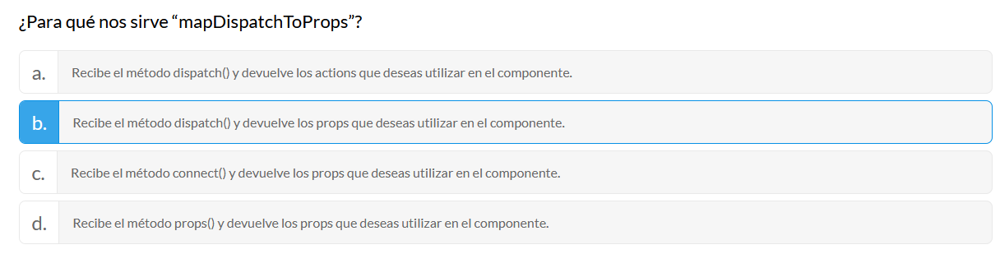 ¿Para qué nos sirve “mapDispatchToProps”?
a. Recibe el método dispatch() y devuelve los actions que deseas utilizar en el componente.
b. Recibe el método dispatch() y devuelve los props que deseas utilizar en el componente.
c. Recibe el método connect() y devuelve los props que deseas utilizar en el componente.
d. Recibe el método props() y devuelve los props que deseas utilizar en el componente.